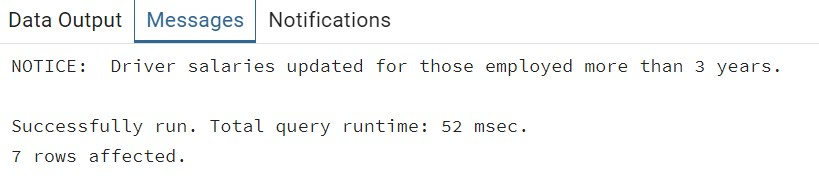 Data Output Messages Notifications
NOTICE:  Driver salaries updated for those employed more than 3 years.
Successfully run. Total query runtime: 52 msec.
7 rows affected.